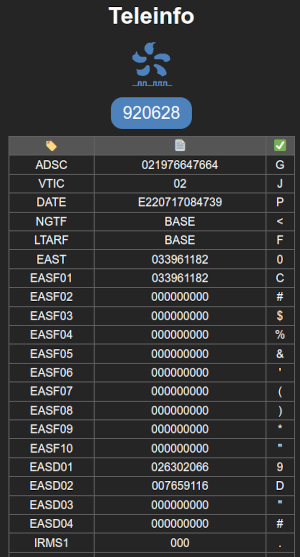 Teleinfo
920628
ADSC 021976647664 G
VTIC 02 J
DATE E220717084739 P
NGTF BASE <
LTARF BASE F
EAST 033961182 0
EASF01 033961182 C
EASF02 000000000 #
EASF03 000000000 $
EASF04 000000000 %
EASF05 000000000 &
EASF06 000000000 '
EASF07 000000000 (
EASF08 000000000 )
EASF09 000000000 *
EASF10 000000000 "
EASD01 026302066 9
EASD02 007659116 D
EASD03 000000000 "
EASD04 000000000 #
IRMS1 000 .